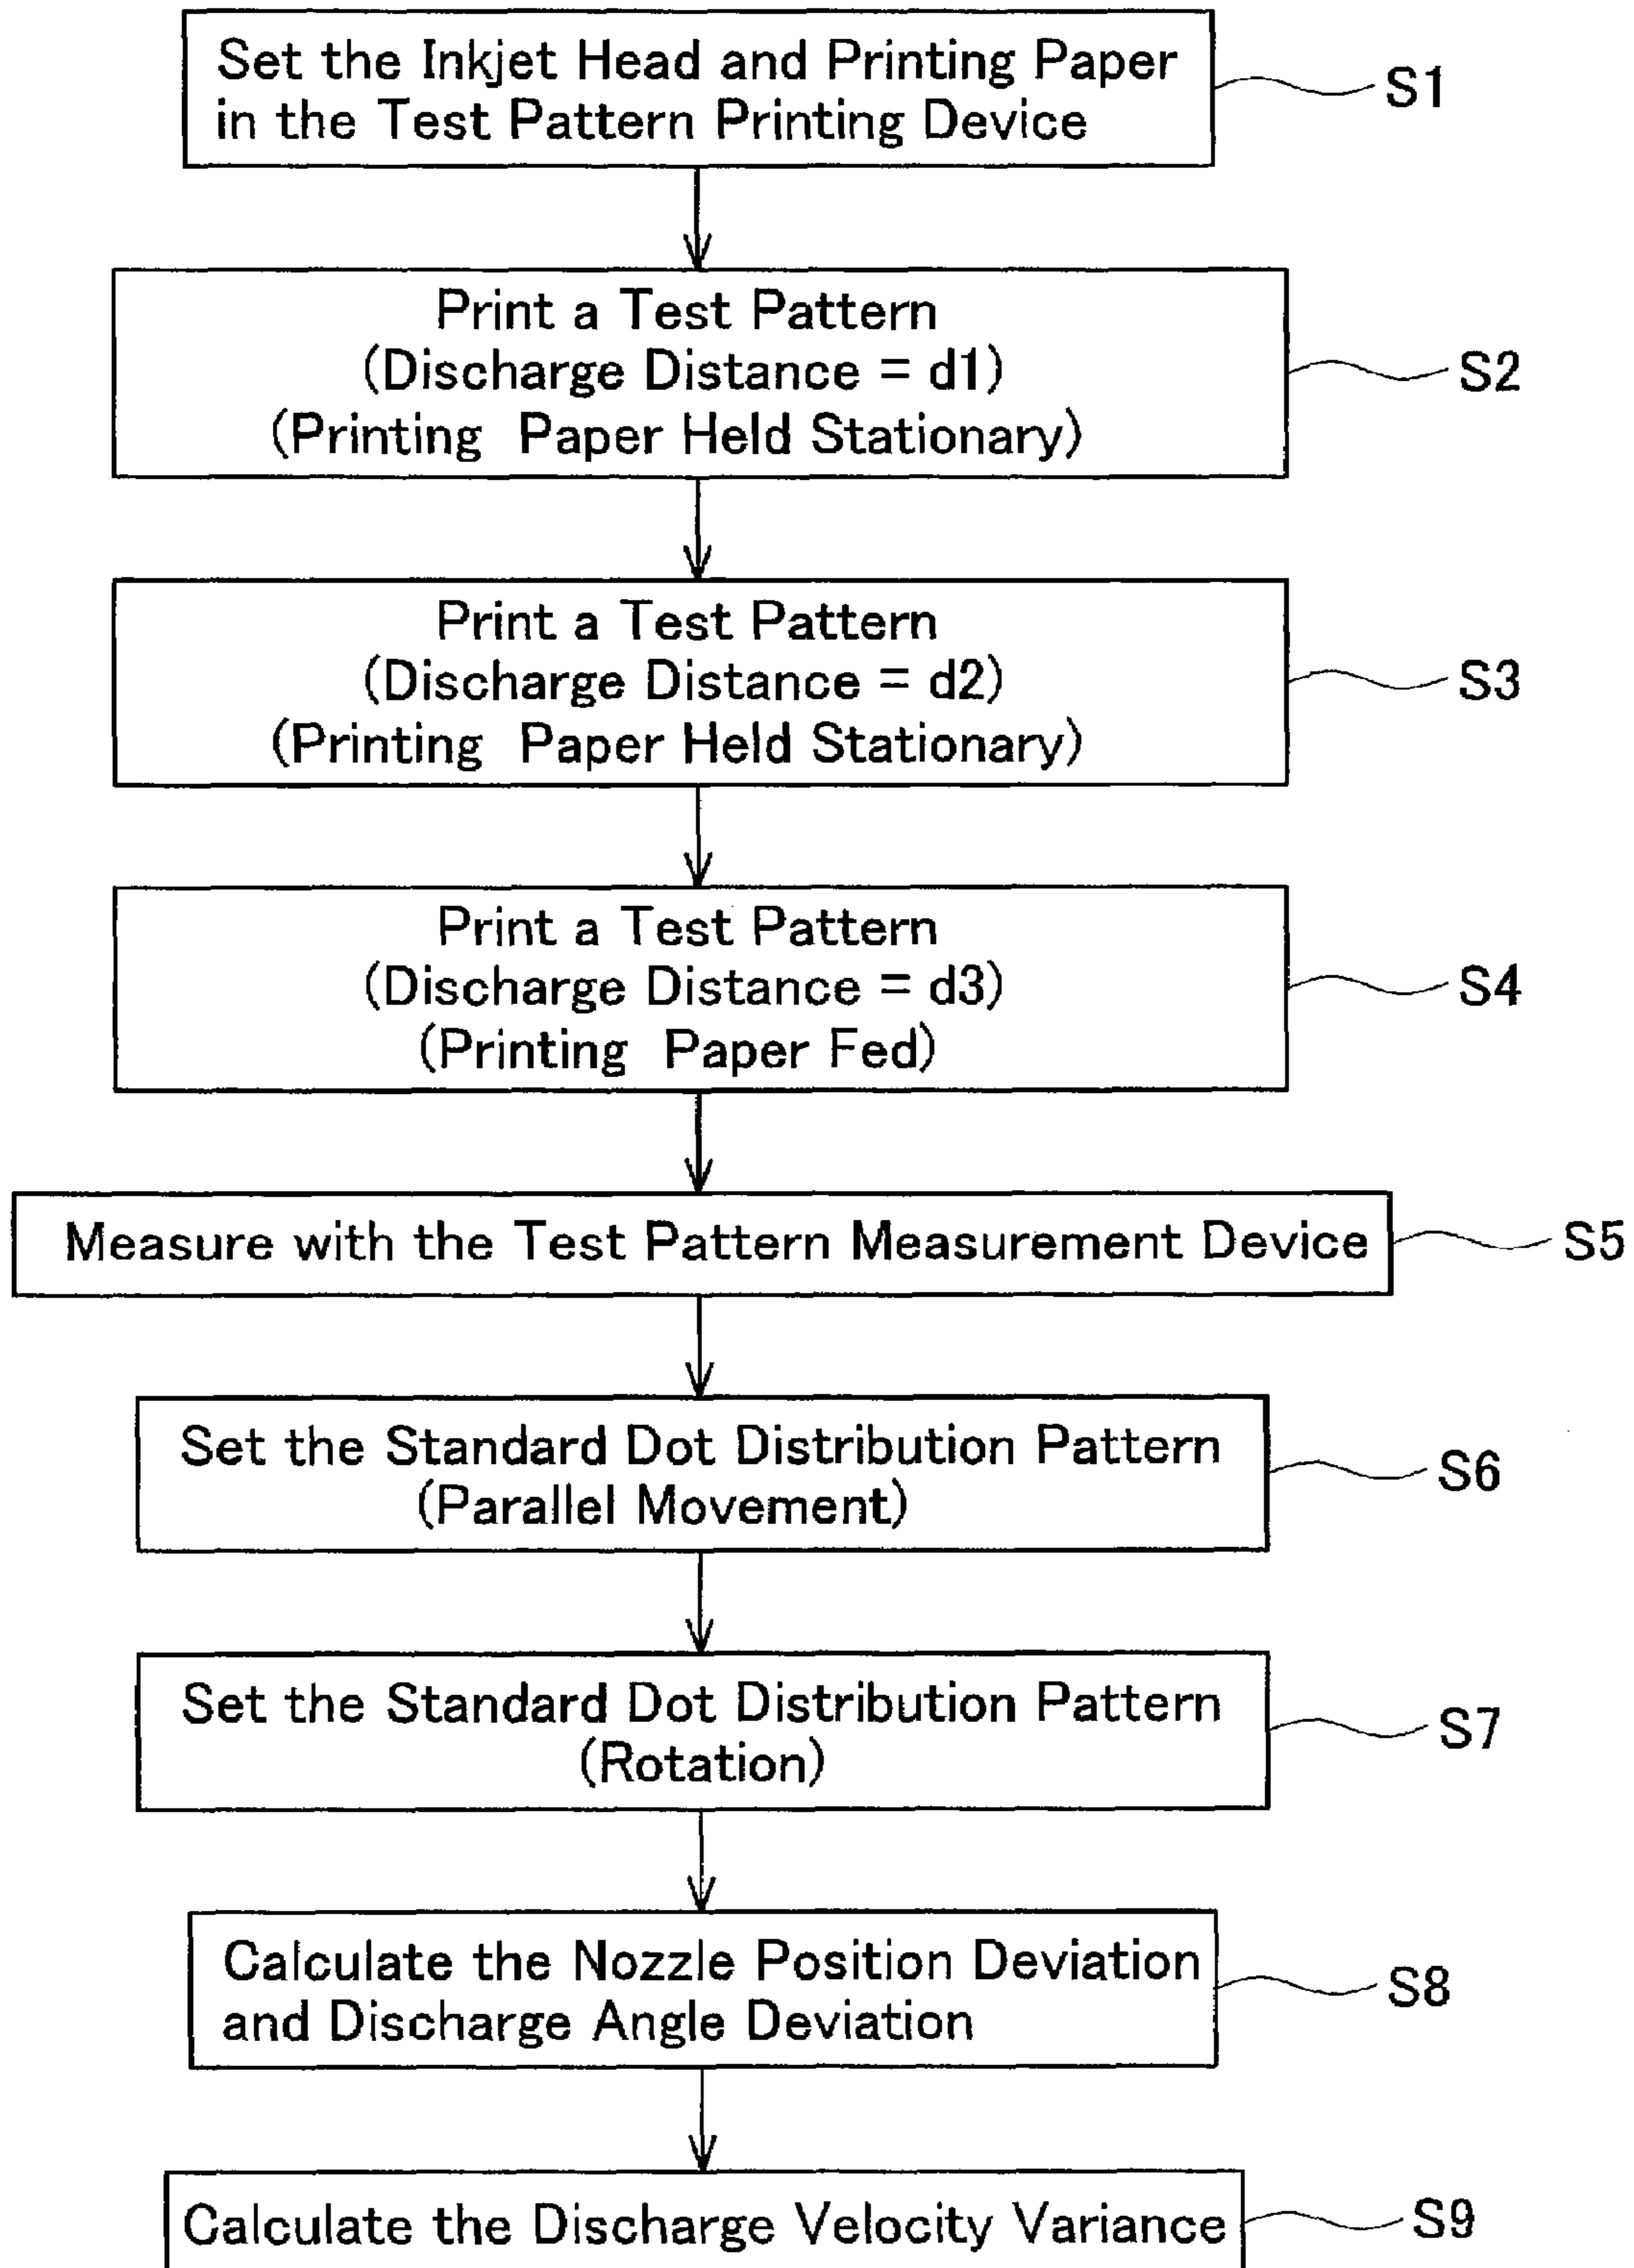 Set the Inkjet Head and Printing Paper
in the Test Pattern Printing Device
S1
Print a Test Pattern
(Discharge Distance = d1)
(Printing Paper Held Stationary)
S2
Print a Test Pattern
(Discharge Distance = d2)
(Printing Paper Held Stationary)
S3
Print a Test Pattern
(Discharge Distance = d3)
(Printing Paper Fed)
S4
Measure with the Test Pattern Measurement Device
S5
Set the Standard Dot Distribution Pattern
(Parallel Movement)
S6
Set the Standard Dot Distribution Pattern
(Rotation)
S7
Calculate the Nozzle Position Deviation
and Discharge Angle Deviation
S8
Calculate the Discharge Velocity Variance
S9